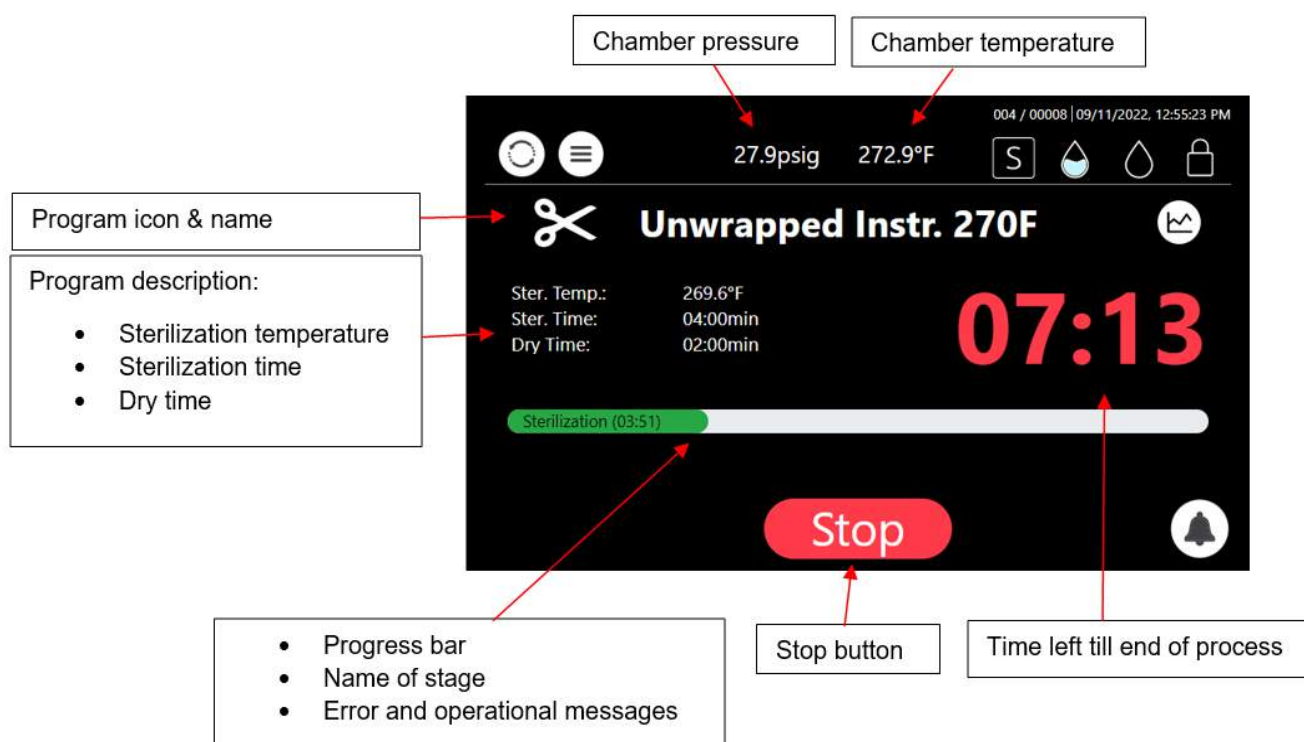 Chamber pressure
Chamber temperature
004 / 00008 | 09/11/2022, 12:55:23 PM
27.9psig 272.9°F S
Program icon & name
Unwrapped Instr. 270F
Program description:
• Sterilization temperature
• Sterilization time
• Dry time
Ster. Temp.: 269.6°F
Ster. Time: 04:00min
Dry Time: 02:00min
07:13
Sterilization (03:51)
Stop
• Progress bar
• Name of stage
• Error and operational messages
Stop button
Time left till end of process